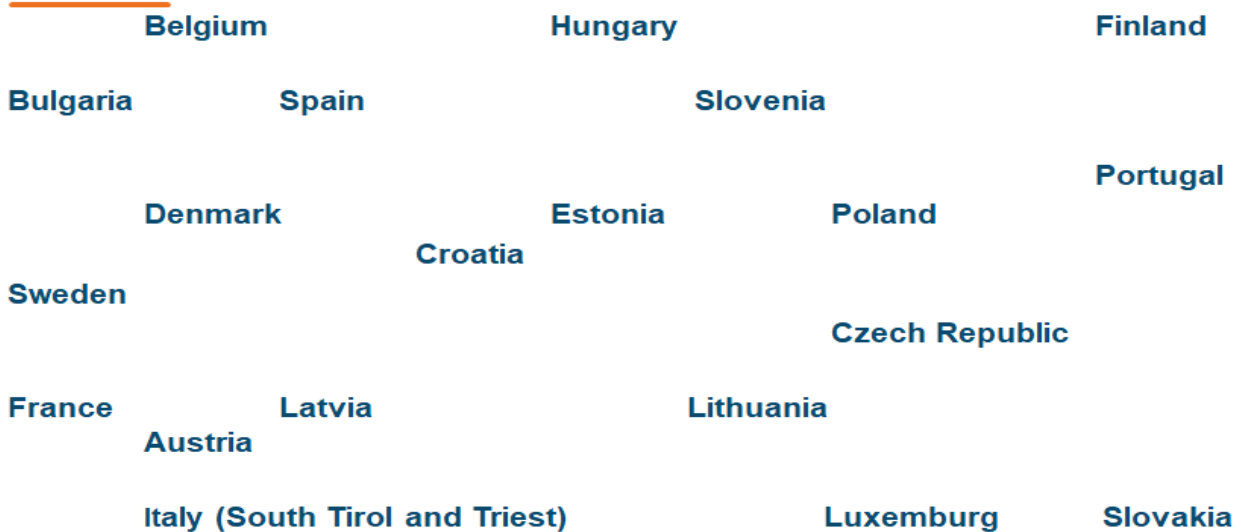 Belgium Hungary Finland
Bulgaria Spain Slovenia
Portugal
Denmark Estonia Poland
Croatia
Sweden
Czech Republic
France Latvia Lithuania
Austria
Italy (South Tirol and Triest) Luxemburg Slovakia